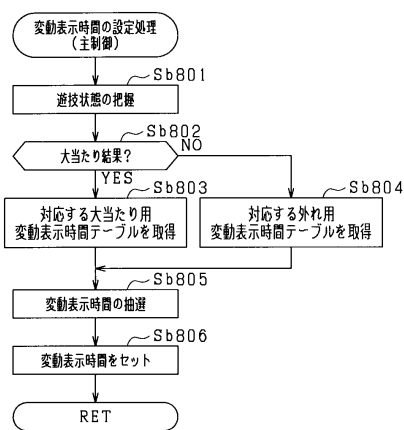 変動表示時間の設定処理
(主制御)
Sb801
遊技状態の把握
Sb802
大当たり結果?
NO
YES
Sb803
対応する大当たり用
変動表示時間テーブルを取得
Sb804
対応する外れ用
変動表示時間テーブルを取得
Sb805
変動表示時間の抽選
Sb806
変動表示時間をセット
RET